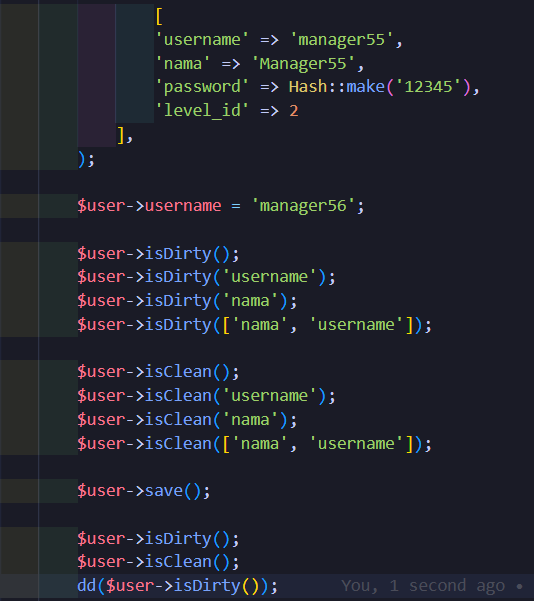 [
'username' => 'manager55',
'nama' => 'Manager55',
'password' => Hash::make('12345'),
'level_id' => 2
],
);
$user->username = 'manager56';
$user->isDirty();
$user->isDirty('username');
$user->isDirty('nama');
$user->isDirty(['nama', 'username']);
$user->isClean();
$user->isClean('username');
$user->isClean('nama');
$user->isClean(['nama', 'username']);
$user->save();
$user->isDirty();
$user->isClean();
dd($user->isDirty()); You, 1 second ago •